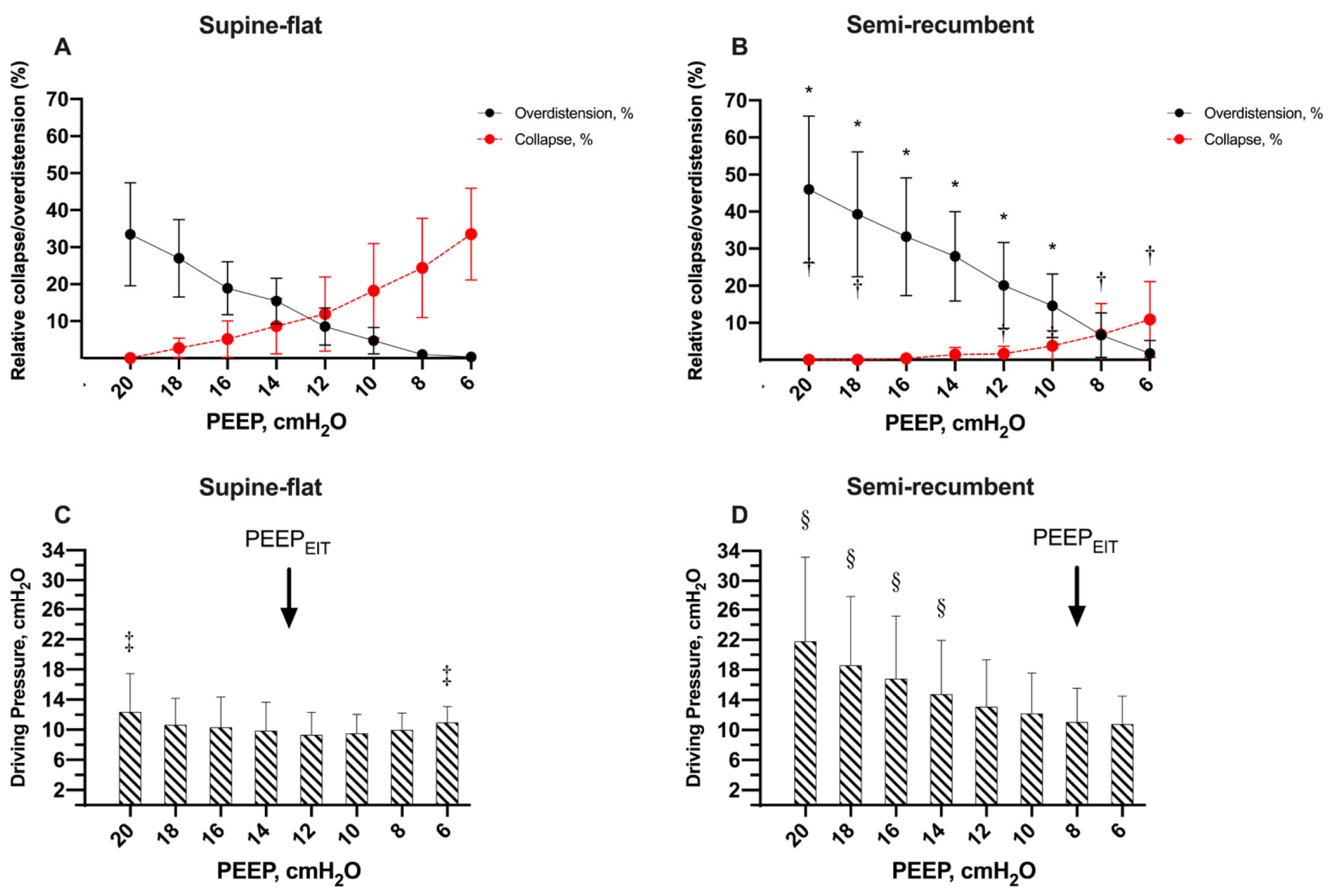 Supine-flat
A
Relative collapse/overdistension (%)
70
60
50
40
30
20
10
Overdistension, %
Collapse, %
20 18 16 14 12 10 8 6
PEEP, cmH₂O
Semi-recumbent
B
Relative collapse/overdistension (%)
70
60
50
40
30
20
10
* * * * * *
† † † † † †
Overdistension, %
Collapse, %
20 18 16 14 12 10 8 6
PEEP, cmH₂O
Supine-flat
C
PEEP_EIT
Driving Pressure, cmH₂O
34
30
26
22
18
14
10
6
2
‡ ‡
20 18 16 14 12 10 8 6
PEEP, cmH₂O
Semi-recumbent
D
PEEP_EIT
Driving Pressure, cmH₂O
34
30
26
22
18
14
10
6
2
§ § § §
20 18 16 14 12 10 8 6
PEEP, cmH₂O